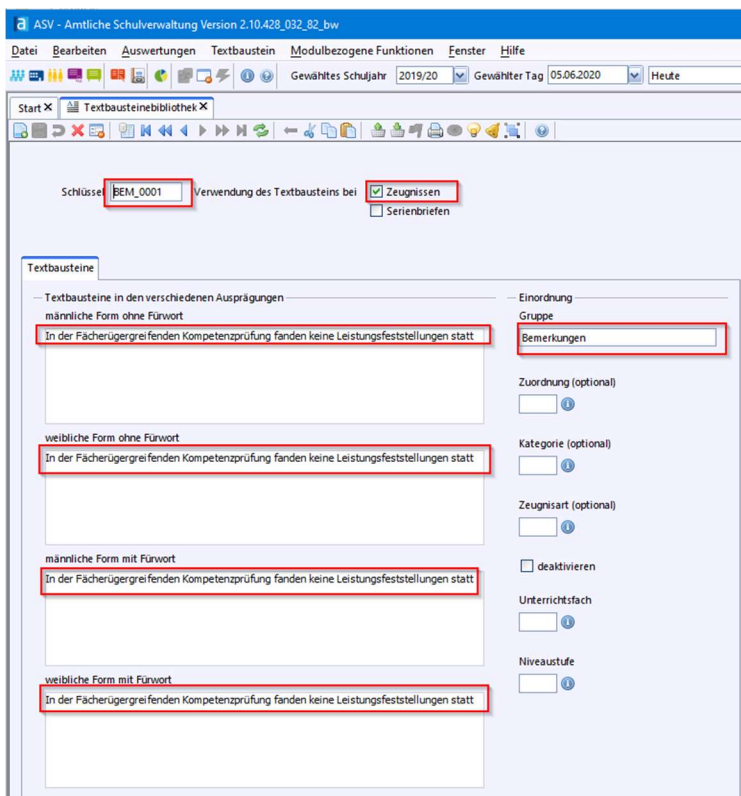 ASV - Amtliche Schulverwaltung Version 2.10.428_032_82_bw
Datei Bearbeiten Auswertungen Textbaustein Modulbezogene Funktionen Fenster Hilfe
Gewähltes Schuljahr 2019/20 Gewählter Tag 05.06.2020 Heute
Start Textbausteinebibliothek
Schlüssel BEM_0001 Verwendung des Textbausteins bei Zeugnissen
Serienbriefen
Textbausteine
Textbausteine in den verschiedenen Ausprägungen
männliche Form ohne Fürwort
In der Fächerügergreifenden Kompetenzprüfung fanden keine Leistungsfeststellungen statt
weibliche Form ohne Fürwort
In der Fächerügergreifenden Kompetenzprüfung fanden keine Leistungsfeststellungen statt
männliche Form mit Fürwort
In der Fächerügergreifenden Kompetenzprüfung fanden keine Leistungsfeststellungen statt
weibliche Form mit Fürwort
In der Fächerügergreifenden Kompetenzprüfung fanden keine Leistungsfeststellungen statt
Einordnung
Gruppe
Bemerkungen
Zuordnung (optional)
Kategorie (optional)
Zeugnisart (optional)
deaktivieren
Unterrichtsfach
Niveaustufe